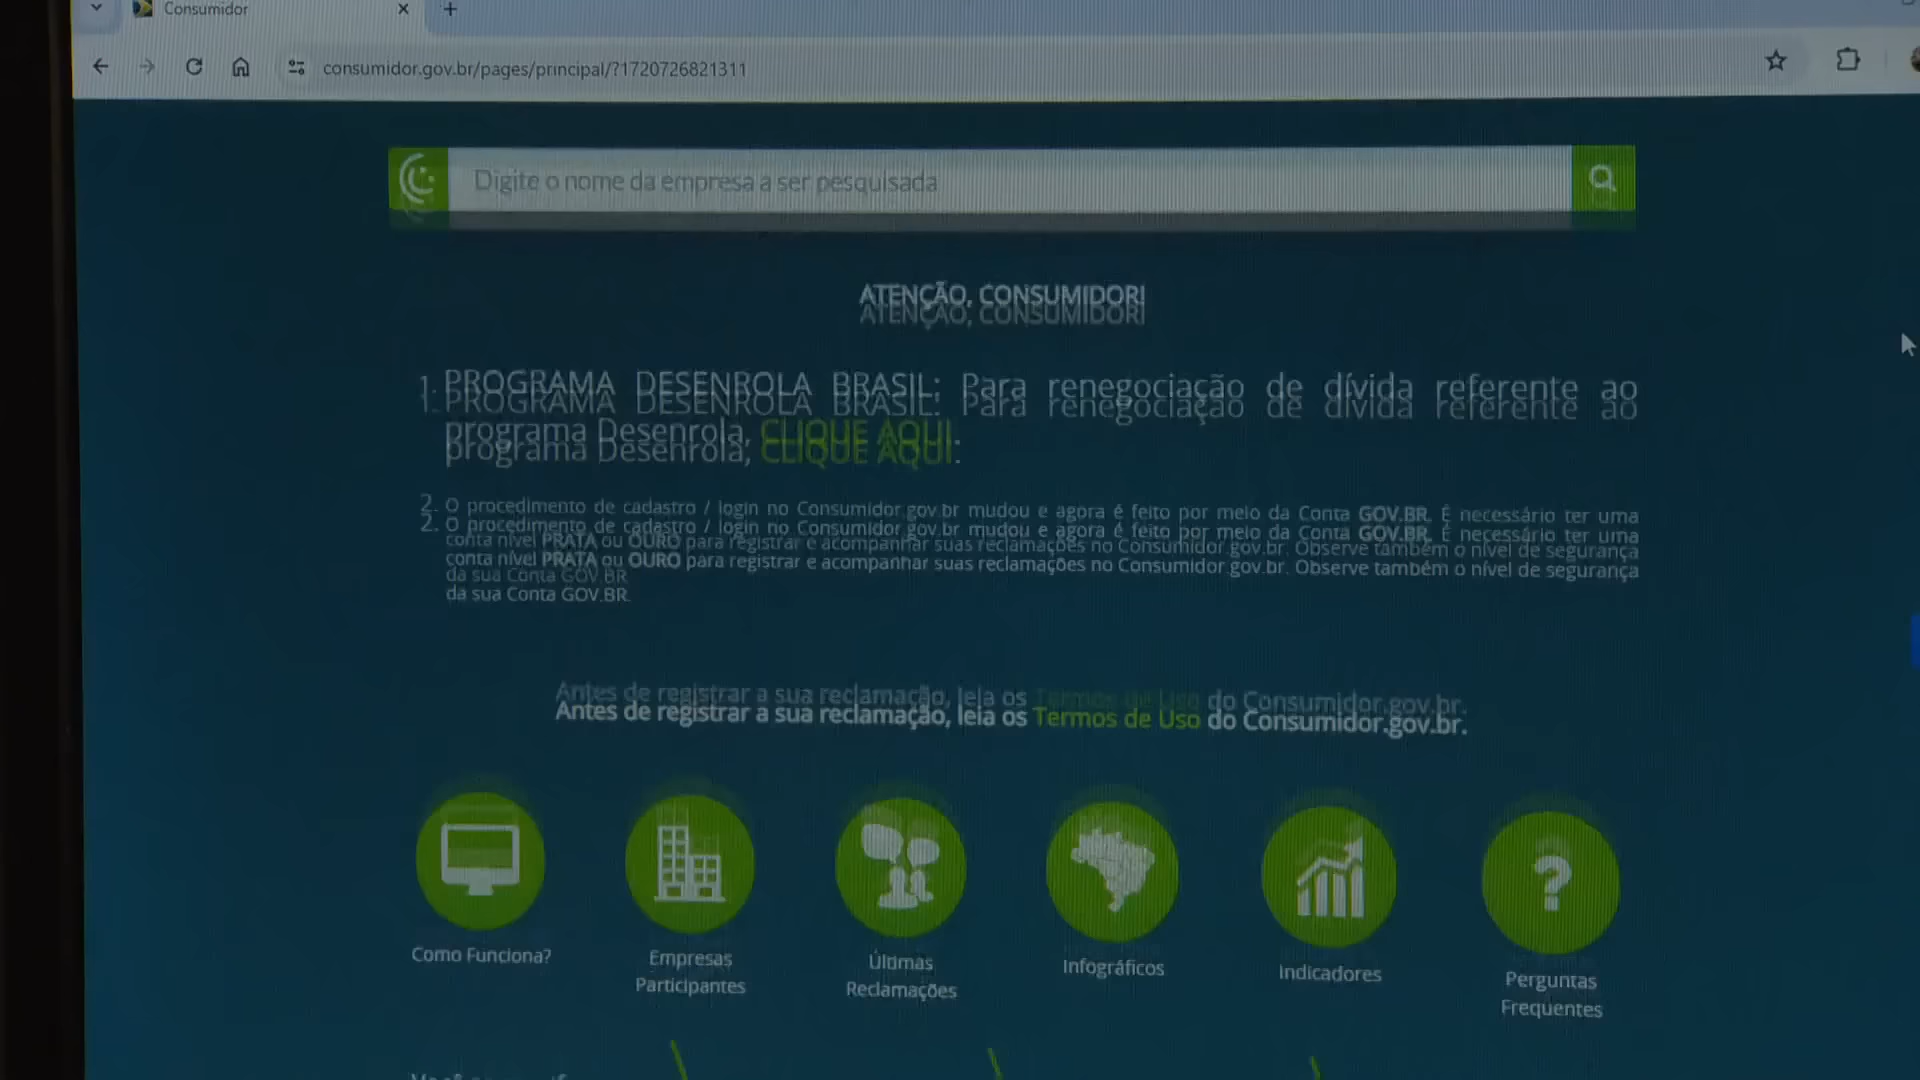 Consumidor
consumidor.gov.br/pages/principal/?1720726821311
Digite o nome da empresa a ser pesquisada
ATENÇÃO, CONSUMIDOR!
1. PROGRAMA DESENROLA BRASIL: Para renegociação de dívida referente ao
programa Desenrola, CLIQUE AQUI:
2. O procedimento de cadastro / login no Consumidor.gov.br mudou e agora é feito por meio da Conta GOV.BR. É necessário ter uma
conta nível PRATA ou OURO para registrar e acompanhar suas reclamações no Consumidor.gov.br. Observe também o nível de segurança
da sua Conta GOV.BR.
Antes de registrar a sua reclamação, leia os Termos de Uso do Consumidor.gov.br.
Como Funciona?
Empresas
Participantes
Últimas
Reclamações
Infográficos
Indicadores
Perguntas
Frequentes